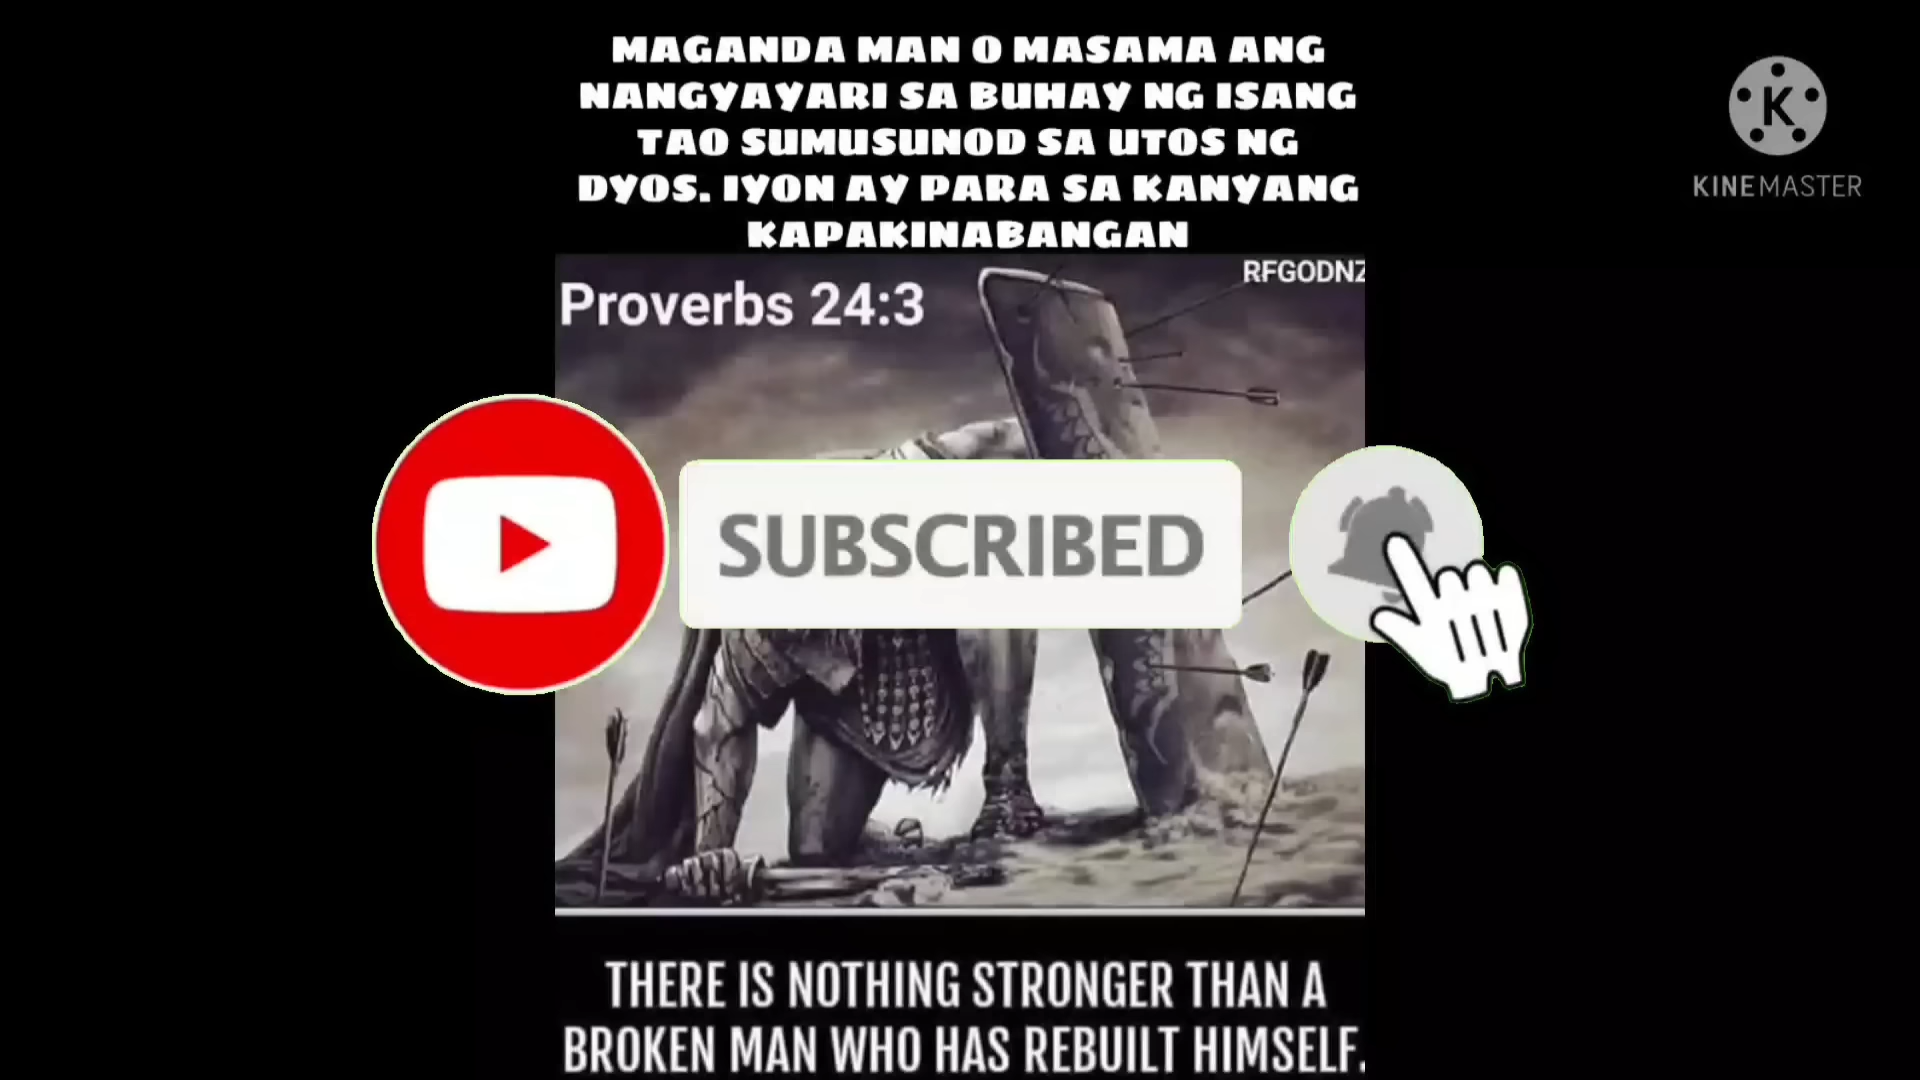 MAGANDA MAN O MASAMA ANG
NANGYAYARI SA BUHAY NG ISANG
TAO SUMUSUNOD SA UTOS NG
DYOS. IYON AY PARA SA KANYANG
KAPAKINABANGAN
K
KINEMASTER
RFGODNZ
Proverbs 24:3
SUBSCRIBED
THERE IS NOTHING STRONGER THAN A
BROKEN MAN WHO HAS REBUILT HIMSELF.